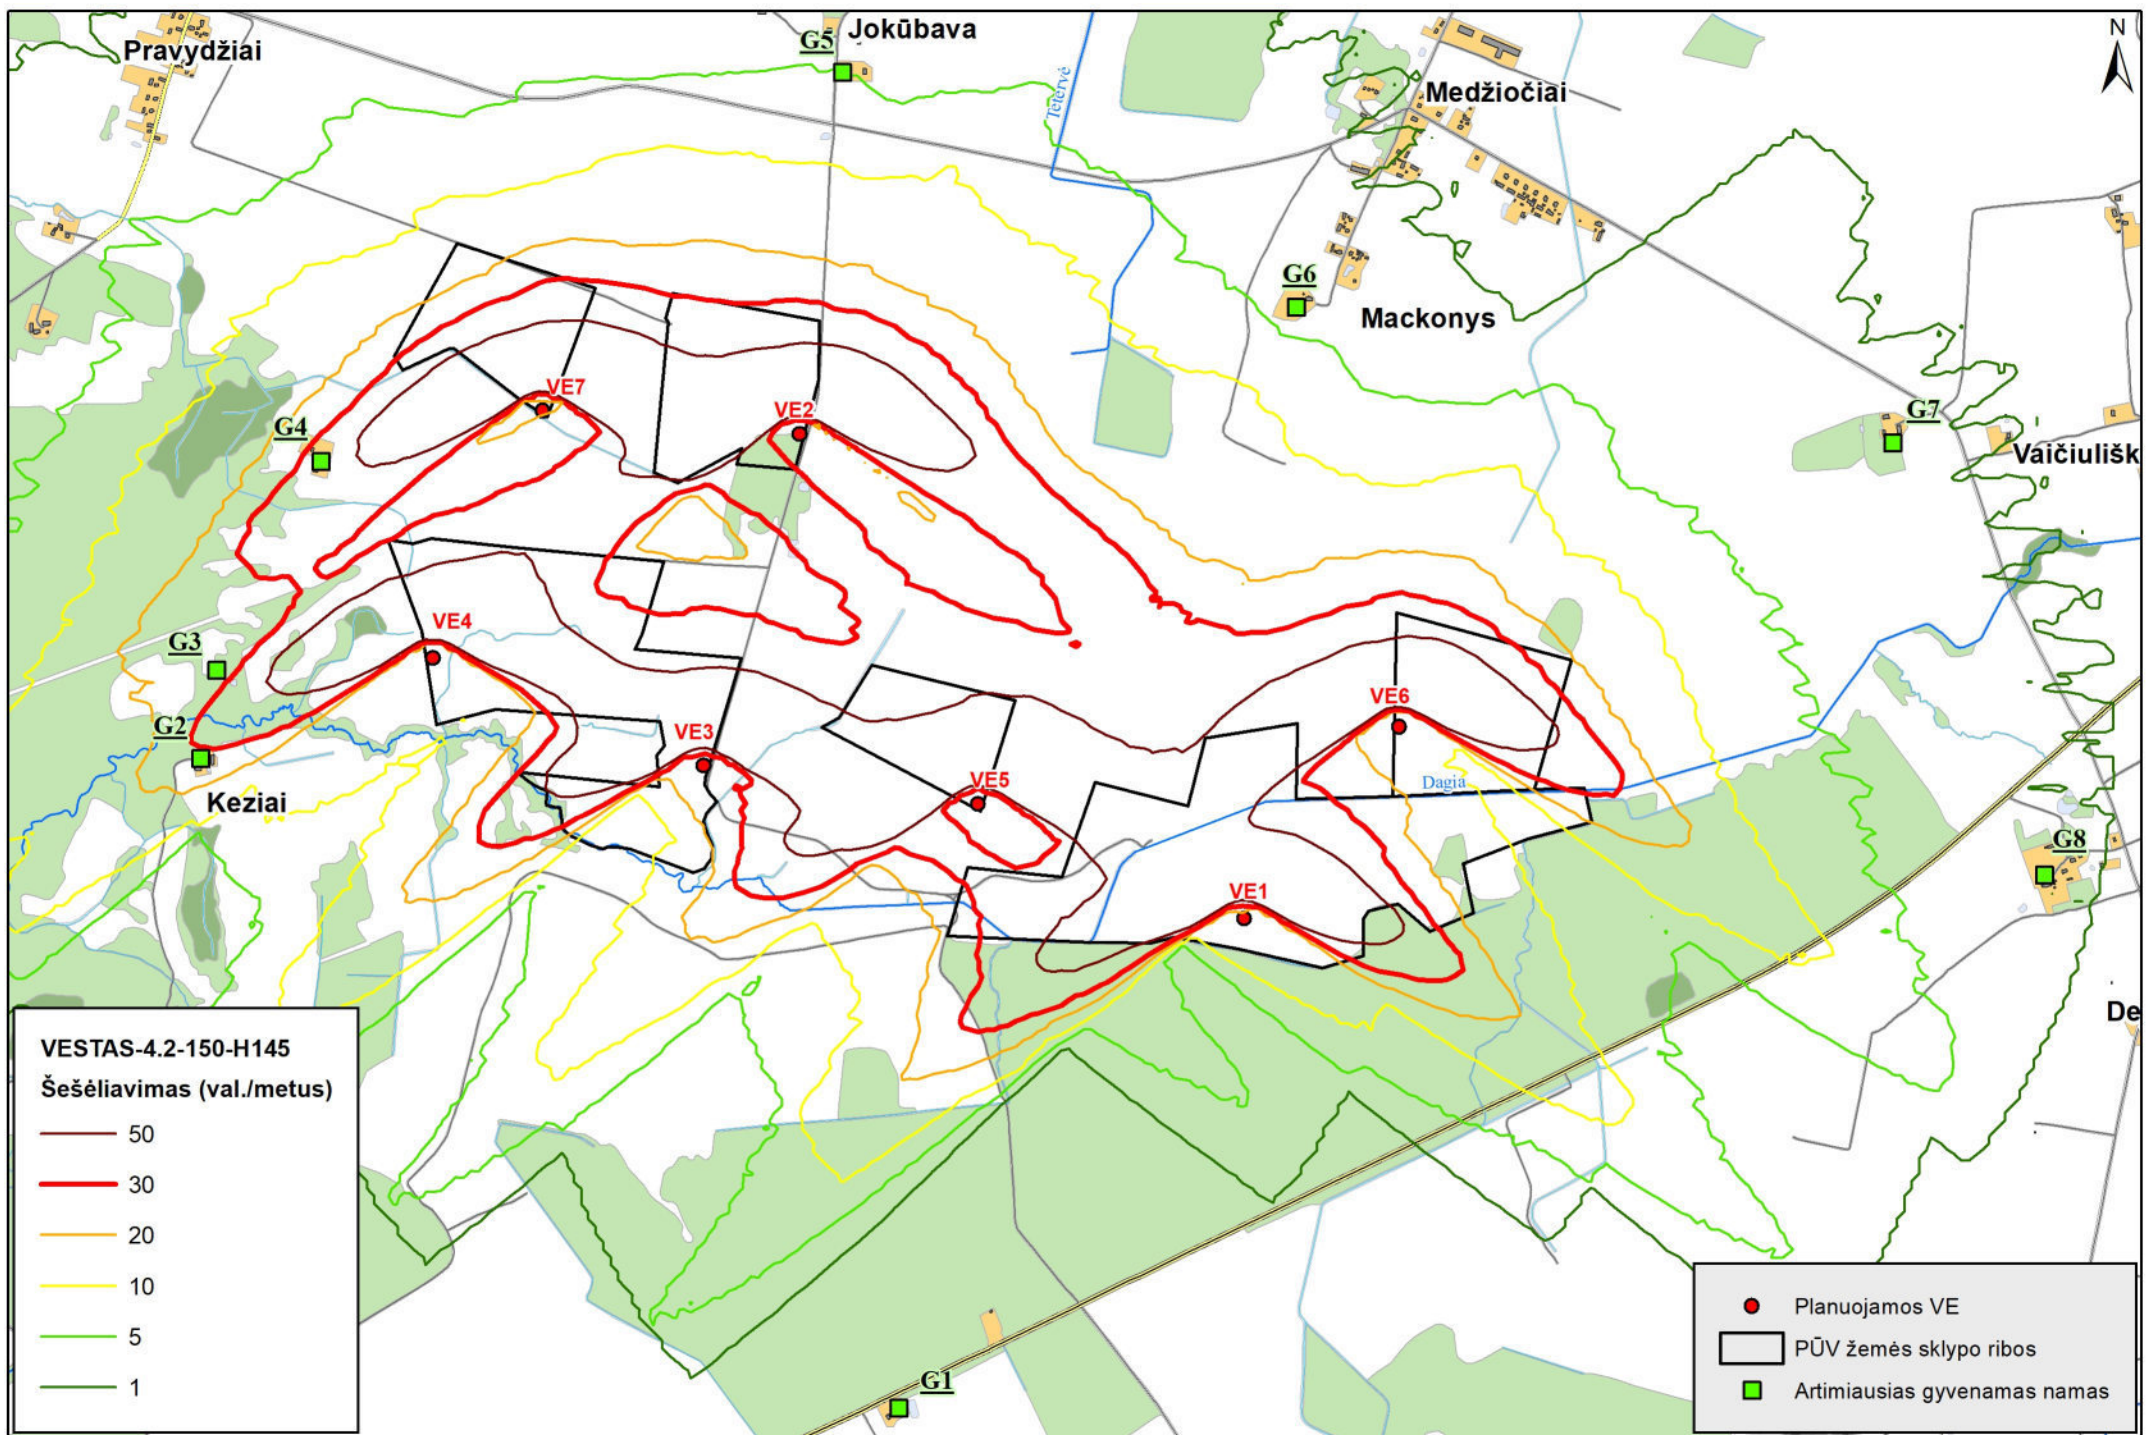 N
Jokūbava
G5
Pravydžiai
Tetervė
Medžiočiai
G6
Mackonys
VE7
VE2
G7
G4
Vaičiulišk
VE4
G3
VE6
G2
VE3
VE5
Dagia
Keziai
G8
VE1
De
VESTAS-4.2-150-H145
Šešėliavimas (val./metus)
50
30
20
10
5
1
Planuojamos VE
PŪV žemės sklypo ribos
Artimiausias gyvenamas namas
G1